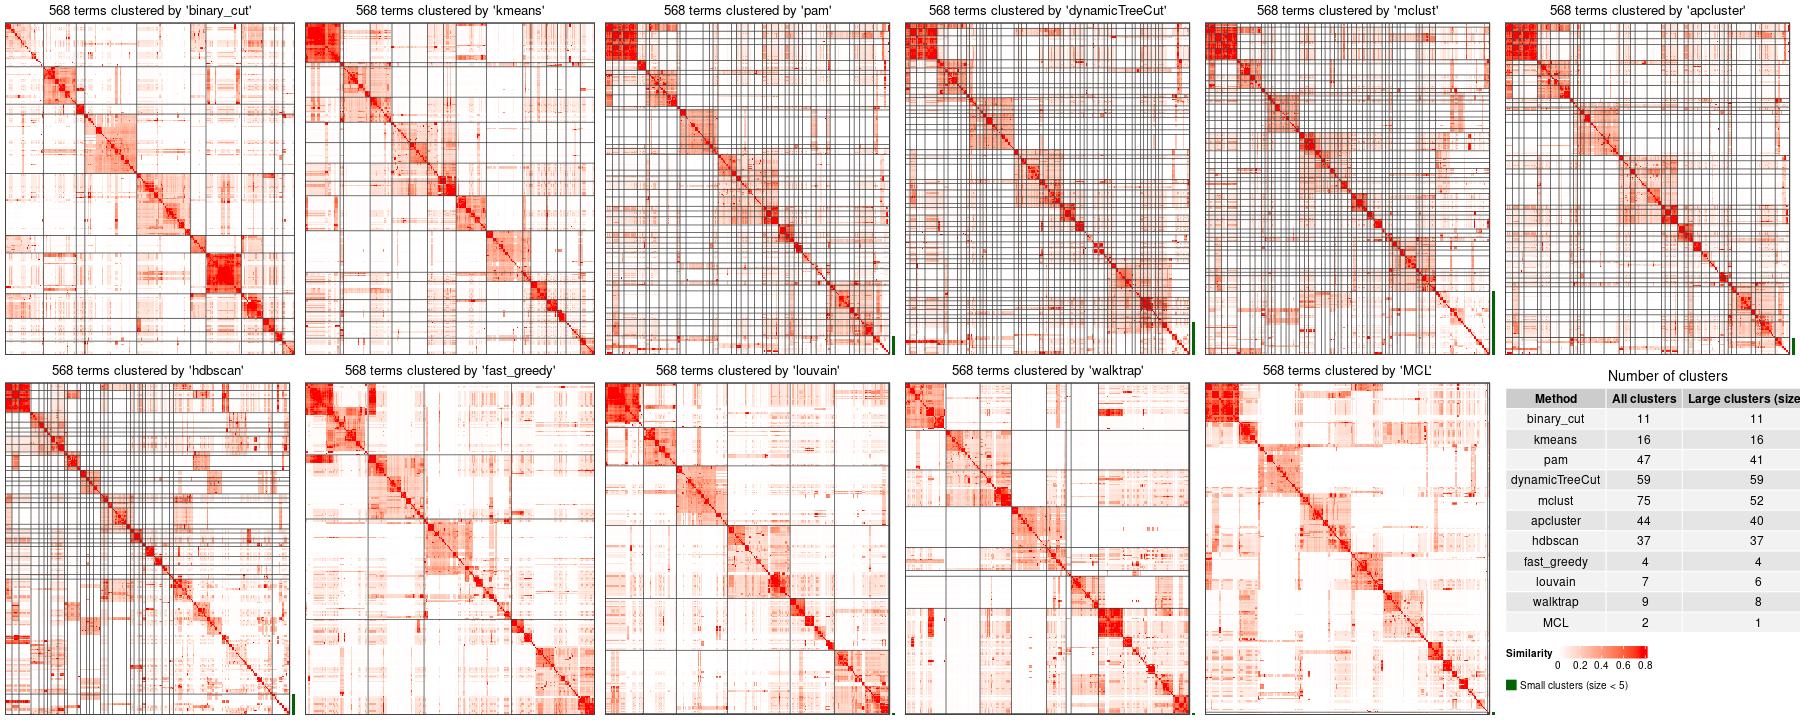 568 terms clustered by 'binary_cut'
568 terms clustered by 'kmeans'
568 terms clustered by 'pam'
568 terms clustered by 'dynamicTreeCut'
568 terms clustered by 'mclust'
568 terms clustered by 'apcluster'
568 terms clustered by 'hdbscan'
568 terms clustered by 'fast_greedy'
568 terms clustered by 'louvain'
568 terms clustered by 'walktrap'
568 terms clustered by 'MCL'
Number of clusters
Method All clusters Large clusters (size
binary_cut 11 11
kmeans 16 16
pam 47 41
dynamicTreeCut 59 59
mclust 75 52
apcluster 44 40
hdbscan 37 37
fast_greedy 4 4
louvain 7 6
walktrap 9 8
MCL 2 1
Similarity
0 0.2 0.4 0.6 0.8
Small clusters (size < 5)